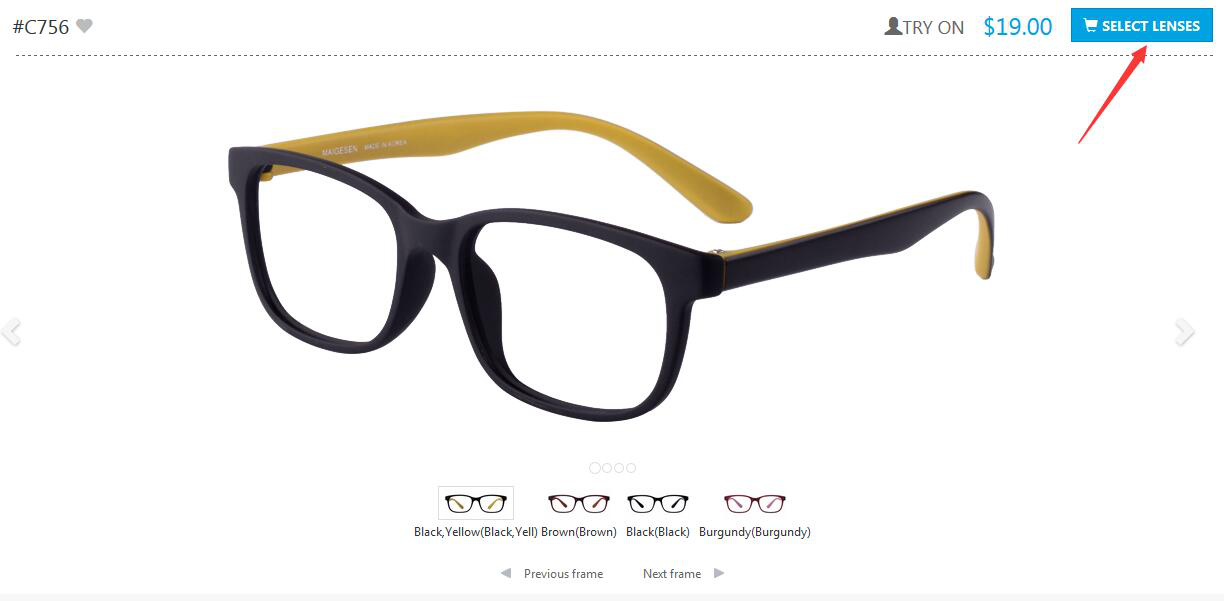 #C756
TRY ON
$19.00
SELECT LENSES
MAIGESEN MADE IN KOREA
Black,Yellow(Black,Yell) Brown(Brown) Black(Black) Burgundy(Burgundy)
Previous frame Next frame